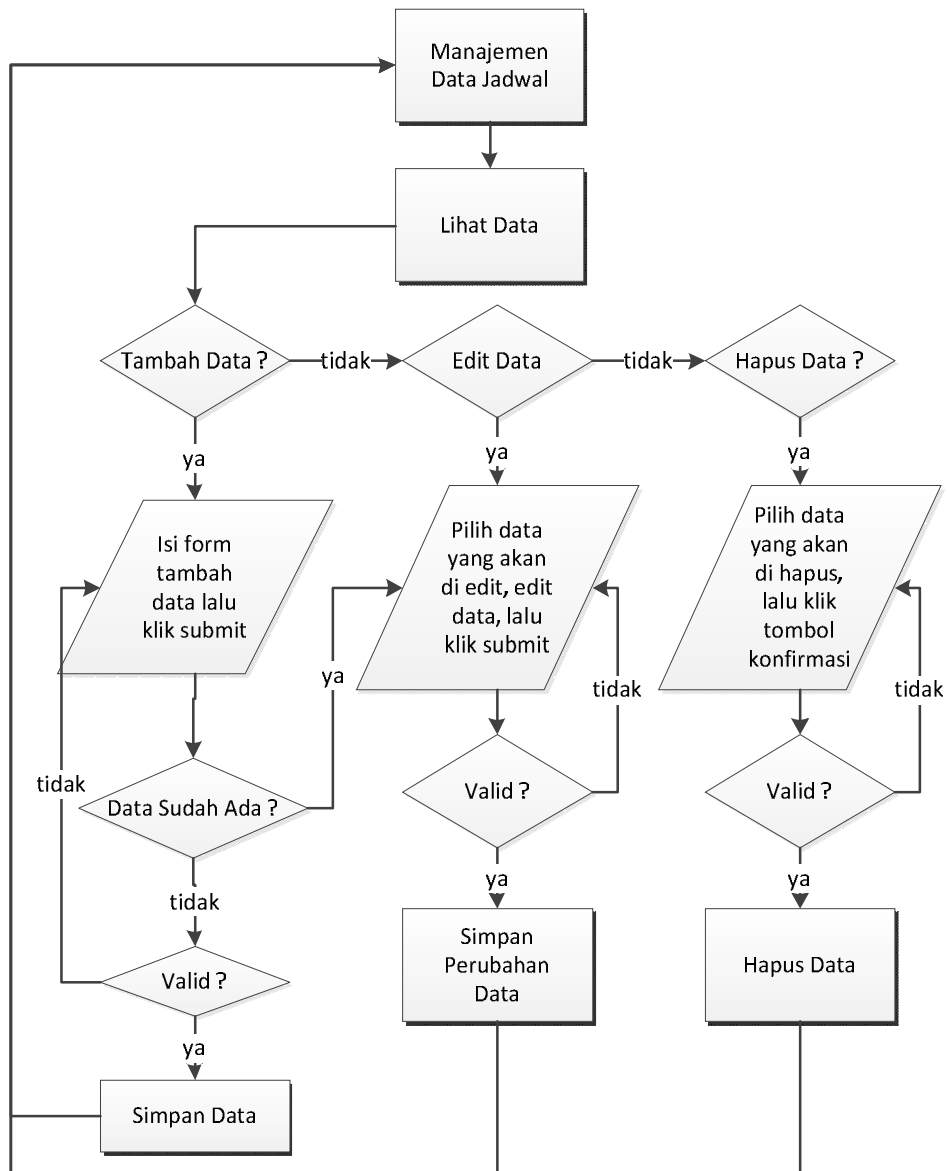 Manajemen
Data Jadwal
Lihat Data
Tambah Data ?
tidak
Edit Data
tidak
Hapus Data ?
ya
ya
ya
Isi form
tambah
data lalu
klik submit
Pilih data
yang akan
di edit, edit
data, lalu
klik submit
Pilih data
yang akan
di hapus,
lalu klik
tombol
konfirmasi
ya
tidak
tidak
tidak
Data Sudah Ada ?
Valid ?
Valid ?
tidak
ya
ya
Valid ?
Simpan
Perubahan
Data
Hapus Data
ya
Simpan Data